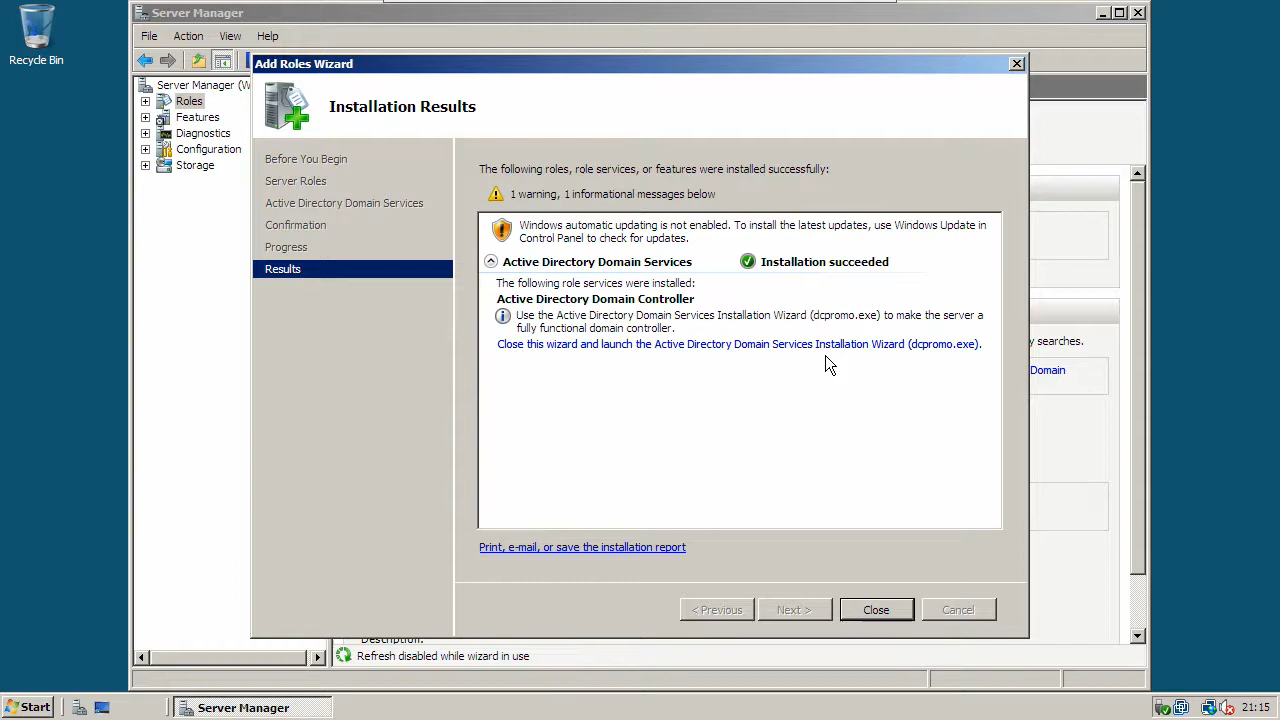 Recycle Bin
Server Manager
File Action View Help
Server Manager (W
Roles
Features
Diagnostics
Configuration
Storage
Add Roles Wizard
Installation Results
Before You Begin
Server Roles
Active Directory Domain Services
Confirmation
Progress
Results
The following roles, role services, or features were installed successfully:
1 warning, 1 informational messages below
Windows automatic updating is not enabled. To install the latest updates, use Windows Update in
Control Panel to check for updates.
Active Directory Domain Services Installation succeeded
The following role services were installed:
Active Directory Domain Controller
Use the Active Directory Domain Services Installation Wizard (dcpromo.exe) to make the server a
fully functional domain controller.
Close this wizard and launch the Active Directory Domain Services Installation Wizard (dcpromo.exe).
Print, e-mail, or save the installation report
< Previous Next > Close Cancel
y searches.
Domain
Description:
Refresh disabled while wizard in use
Start Server Manager 21:15